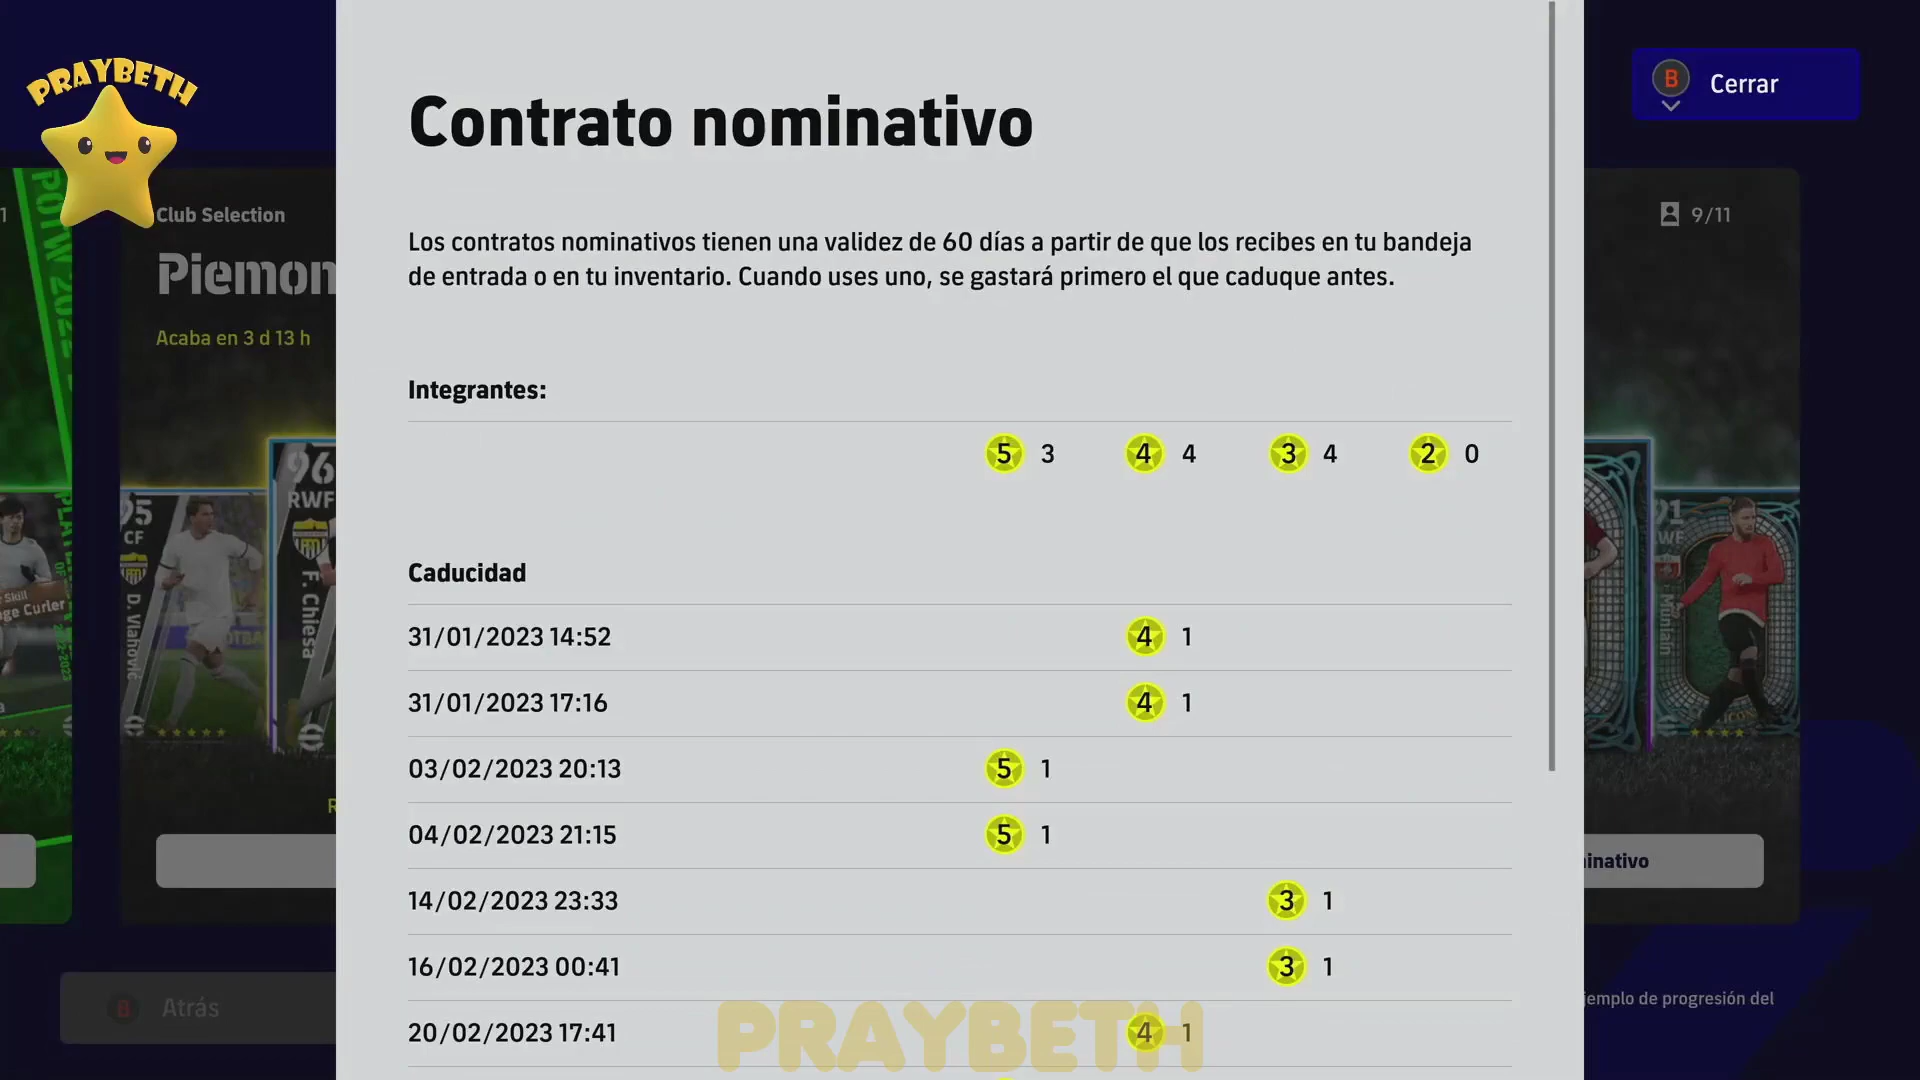 PRAYBETH
Contrato nominativo
B Cerrar
Los contratos nominativos tienen una validez de 60 días a partir de que los recibes en tu bandeja
de entrada o en tu inventario. Cuando uses uno, se gastará primero el que caduque antes.
Integrantes:
5 3 4 4 3 4 2 0
Caducidad
31/01/2023 14:52 4 1
31/01/2023 17:16 4 1
03/02/2023 20:13 5 1
04/02/2023 21:15 5 1
14/02/2023 23:33 3 1
16/02/2023 00:41 3 1
20/02/2023 17:41 4 1
PRAYBETH
Club Selection
Piemon
Acaba en 3 d 13 h
95
CF
D. Vlahović
96
RWF
F. Chiesa
B Atrás
9/11
91
Muniain
inativo
jemplo de progresión del